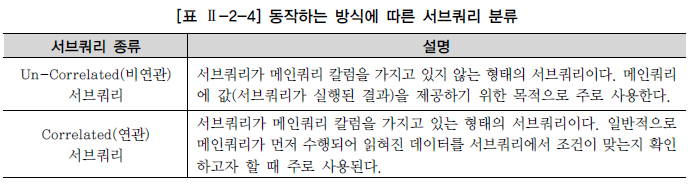 [표 Ⅱ-2-4] 동작하는 방식에 따른 서브쿼리 분류
서브쿼리 종류 설명
Un-Correlated(비연관) 서브쿼리가 메인쿼리 칼럼을 가지고 있지 않는 형태의 서브쿼리이다. 메인쿼리
서브쿼리 에 값(서브쿼리가 실행된 결과)을 제공하기 위한 목적으로 주로 사용한다.
서브쿼리가 메인쿼리 칼럼을 가지고 있는 형태의 서브쿼리이다. 일반적으로
Correlated(연관) 메인쿼리가 먼저 수행되어 읽혀진 데이터를 서브쿼리에서 조건이 맞는지 확인
서브쿼리 하고자 할 때 주로 사용된다.